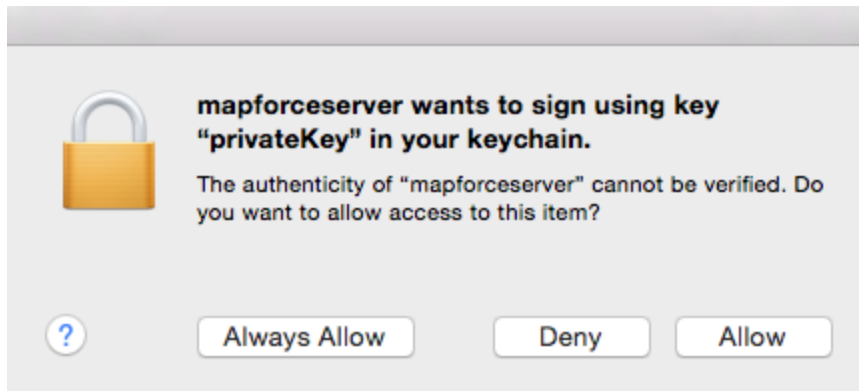 mapforceserver wants to sign using key
“privateKey” in your keychain.
The authenticity of “mapforceserver” cannot be verified. Do
you want to allow access to this item?
?
Always Allow
Deny
Allow